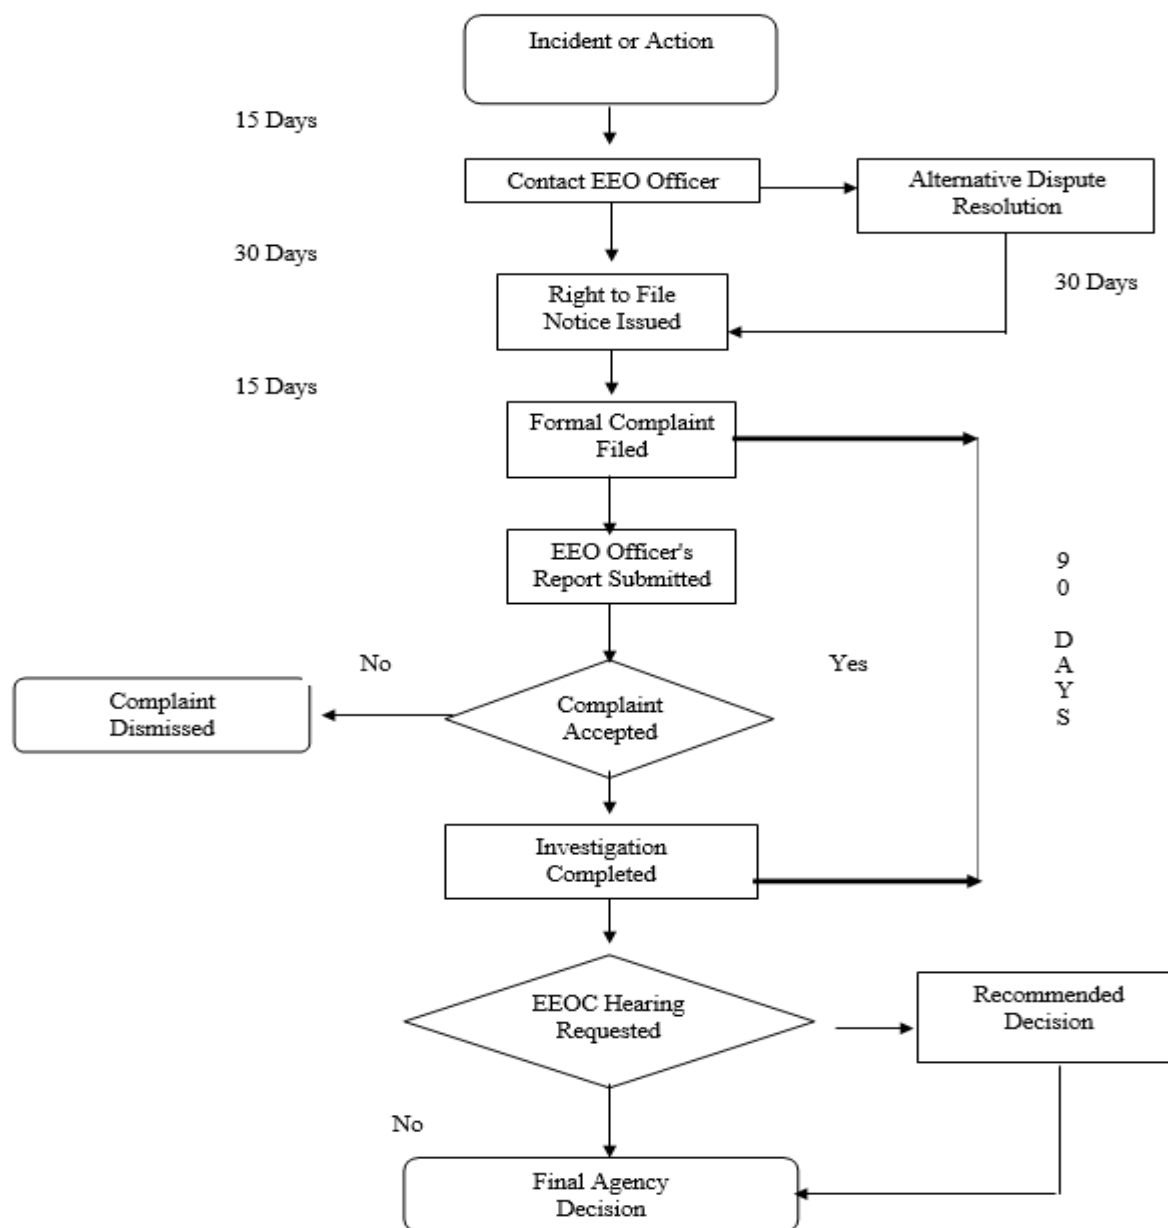 Incident or Action
15 Days
Contact EEO Officer
Alternative Dispute
Resolution
30 Days
30 Days
Right to File
Notice Issued
15 Days
Formal Complaint
Filed
EEO Officer's
Report Submitted
90 DAYS
No
Yes
Complaint
Accepted
Complaint
Dismissed
Investigation
Completed
EEOC Hearing
Requested
Recommended
Decision
No
Final Agency
Decision